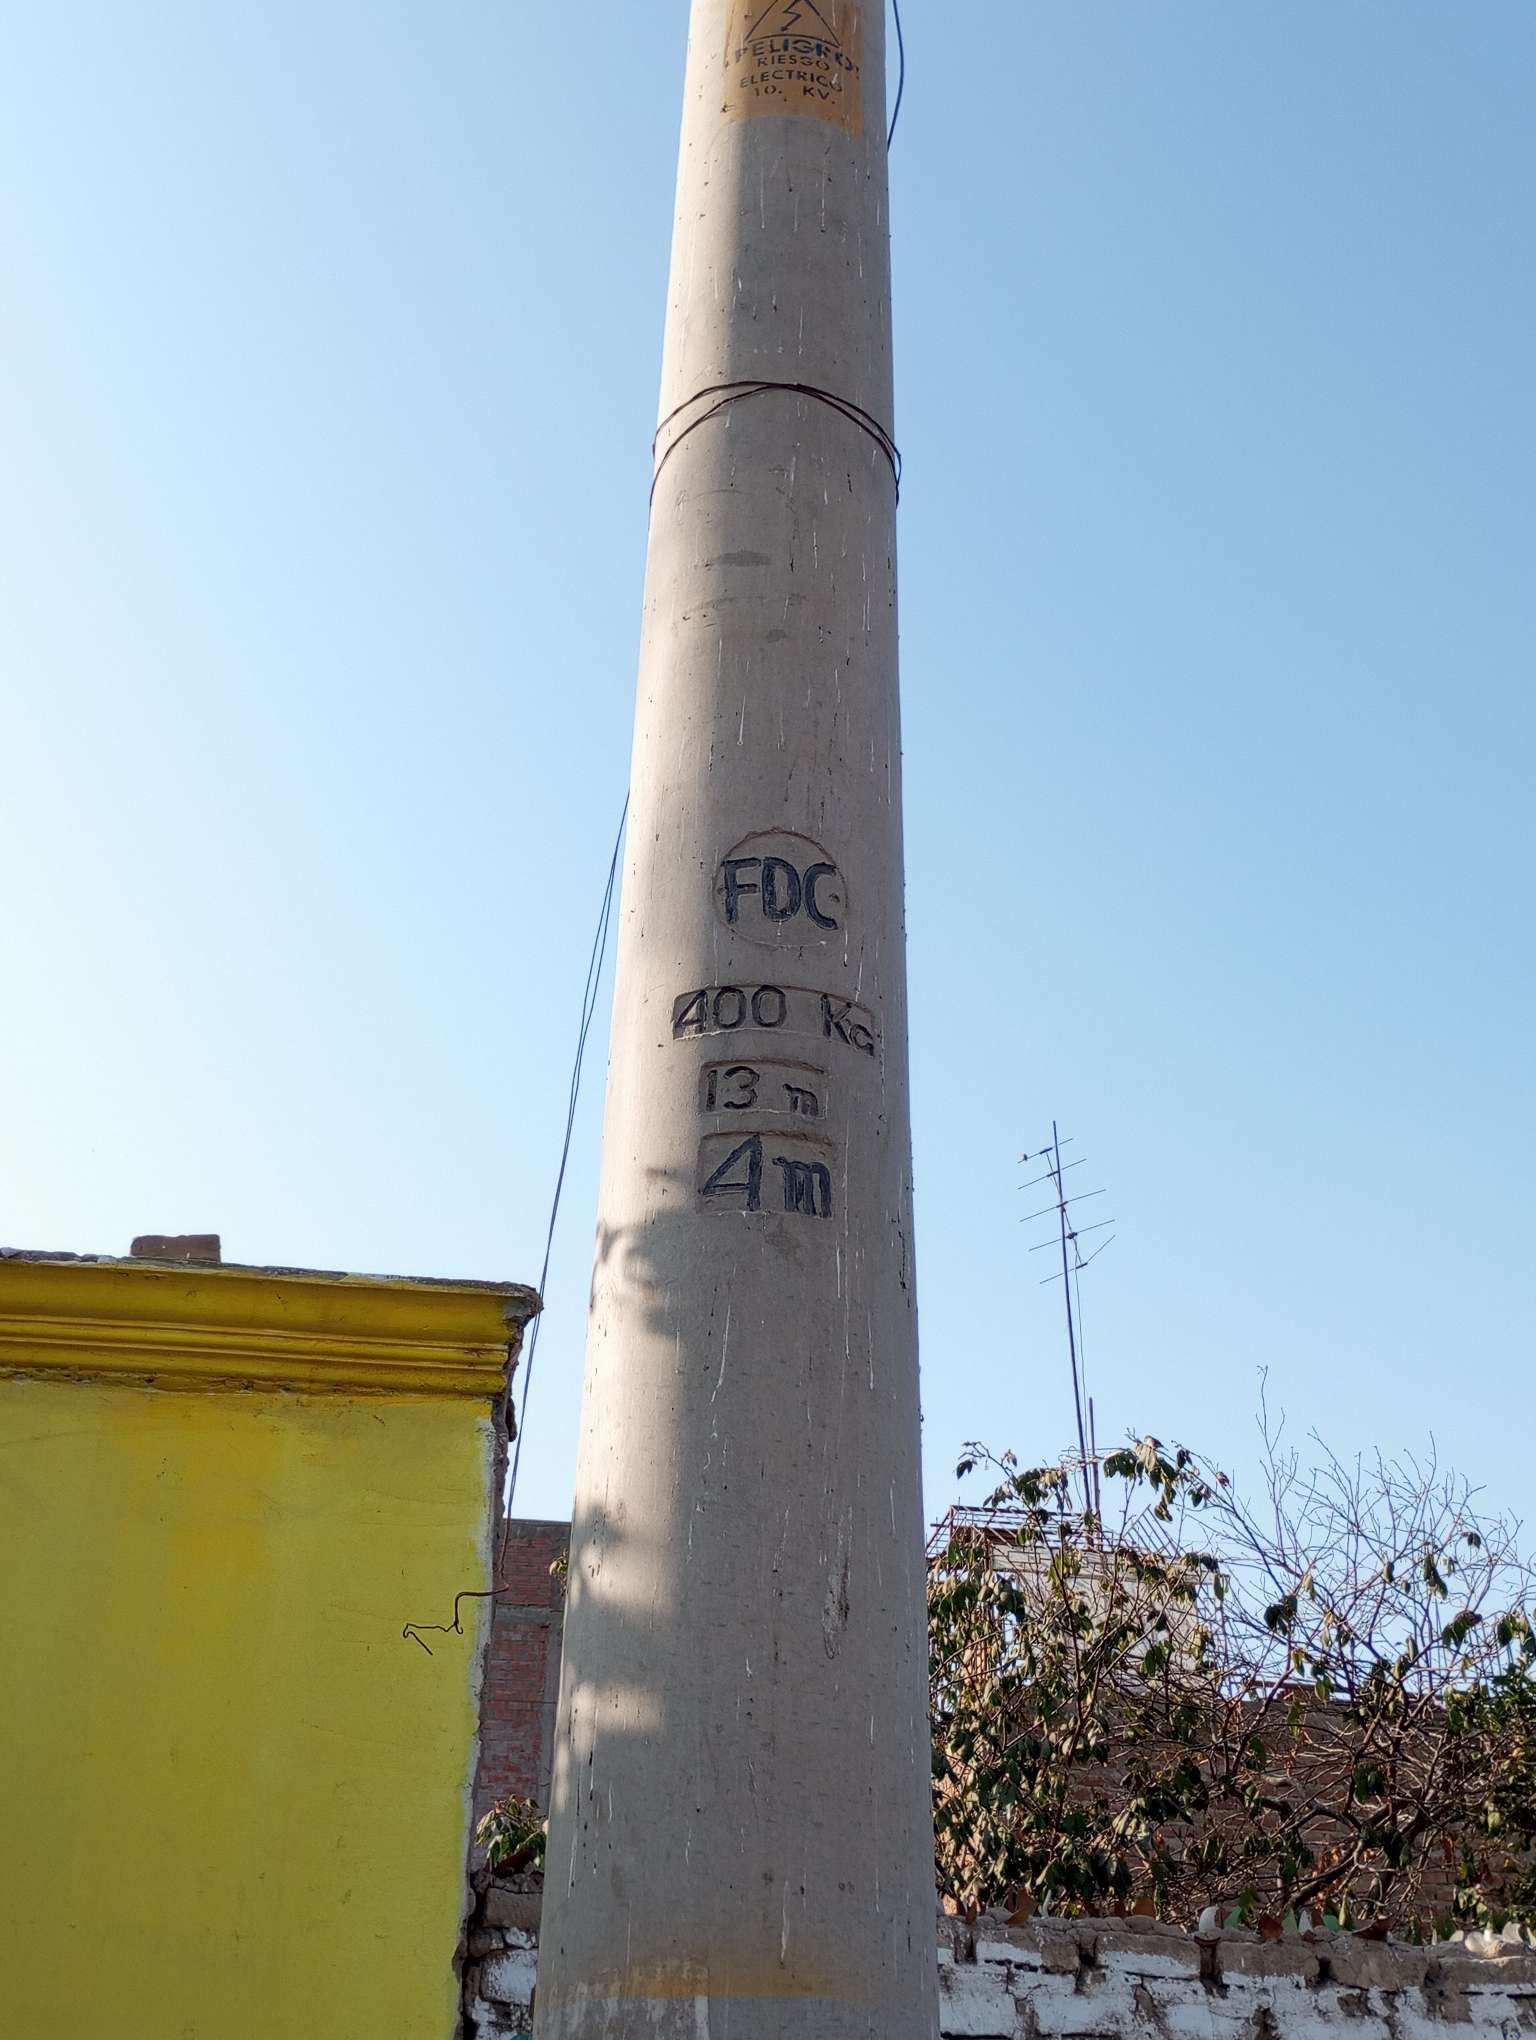 ¡PELIGRO!
RIESGO
ELECTRICO
10. KV.
FDC
400 KG
13 m
4m